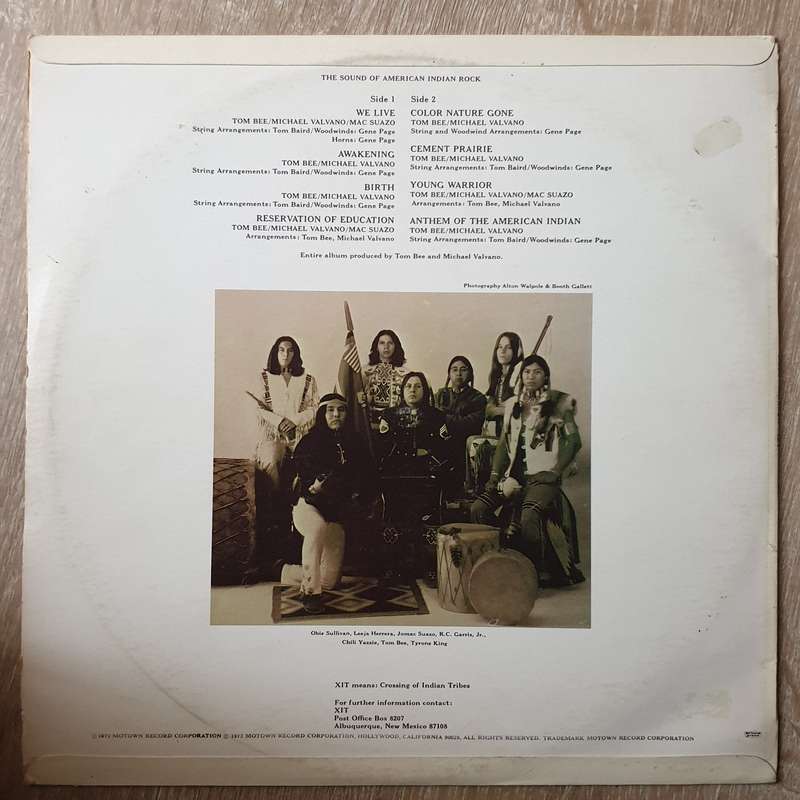 THE SOUND OF AMERICAN INDIAN ROCK
Side 1
WE LIVE
TOM BEE/MICHAEL VALVANO/MAC SUAZO
String Arrangements: Tom Baird/Woodwinds: Gene Page
Horns: Gene Page
AWAKENING
TOM BEE/MICHAEL VALVANO
String Arrangements: Tom Baird/Woodwinds: Gene Page
BIRTH
TOM BEE/MICHAEL VALVANO
String Arrangements: Tom Baird/Woodwinds: Gene Page
RESERVATION OF EDUCATION
TOM BEE/MICHAEL VALVANO/MAC SUAZO
Arrangements: Tom Bee, Michael Valvano
Side 2
COLOR NATURE GONE
TOM BEE/MICHAEL VALVANO
String and Woodwind Arrangements: Gene Page
CEMENT PRAIRIE
TOM BEE/MICHAEL VALVANO
String Arrangements: Tom Baird/Woodwinds: Gene Page
YOUNG WARRIOR
TOM BEE/MICHAEL VALVANO/MAC SUAZO
Arrangements: Tom Bee, Michael Valvano
ANTHEM OF THE AMERICAN INDIAN
TOM BEE/MICHAEL VALVANO
String Arrangements: Tom Baird/Woodwinds: Gene Page
Entire album produced by Tom Bee and Michael Valvano.
Photography Alton Walpole & Booth Gallett
Obie Sullivan, Leeja Herrera, Jomac Suazo, R.C. Garris, Jr.,
Chili Yazzie, Tom Bee, Tyrone King
XIT means: Crossing of Indian Tribes
For further information contact:
XIT
Post Office Box 8207
Albuquerque, New Mexico 87108
MOTOWN RECORD CORPORATION MOTOWN RECORD CORPORATION, HOLLYWOOD, CALIFORNIA 90028, ALL RIGHTS RESERVED. TRADEMARK MOTOWN RECORD CORPORATION